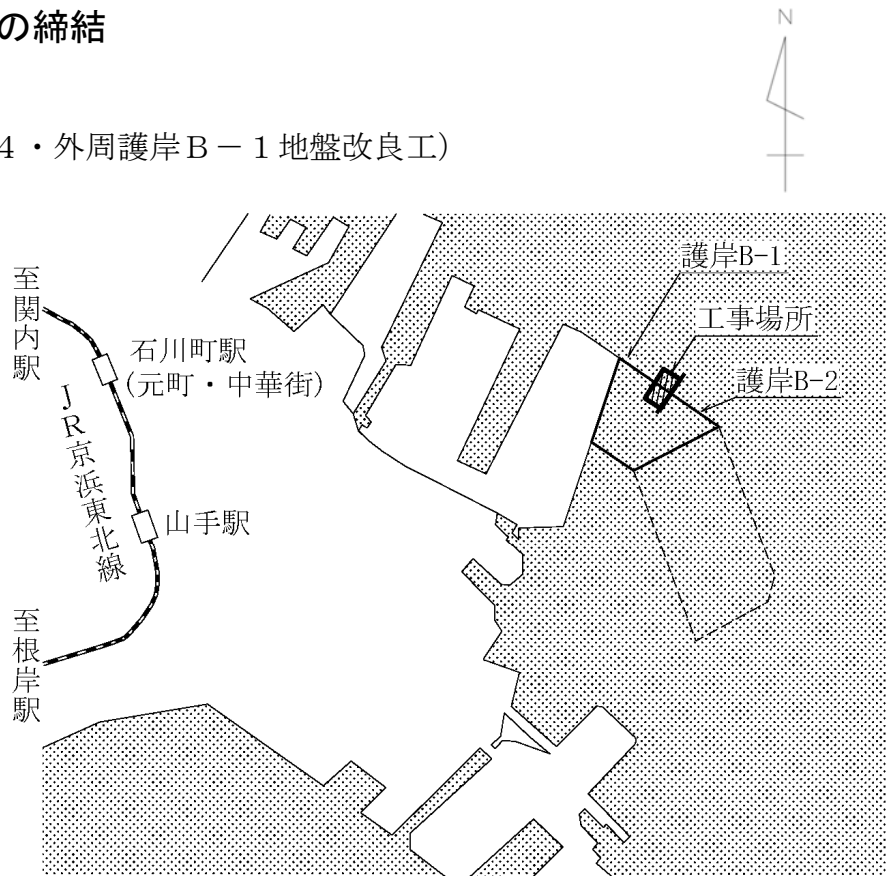 の締結
N
4・外周護岸B－1地盤改良工)
護岸B-1
工事場所
護岸B-2
至関内駅
石川町駅
(元町・中華街)
JR京浜東北線
山手駅
至根岸駅